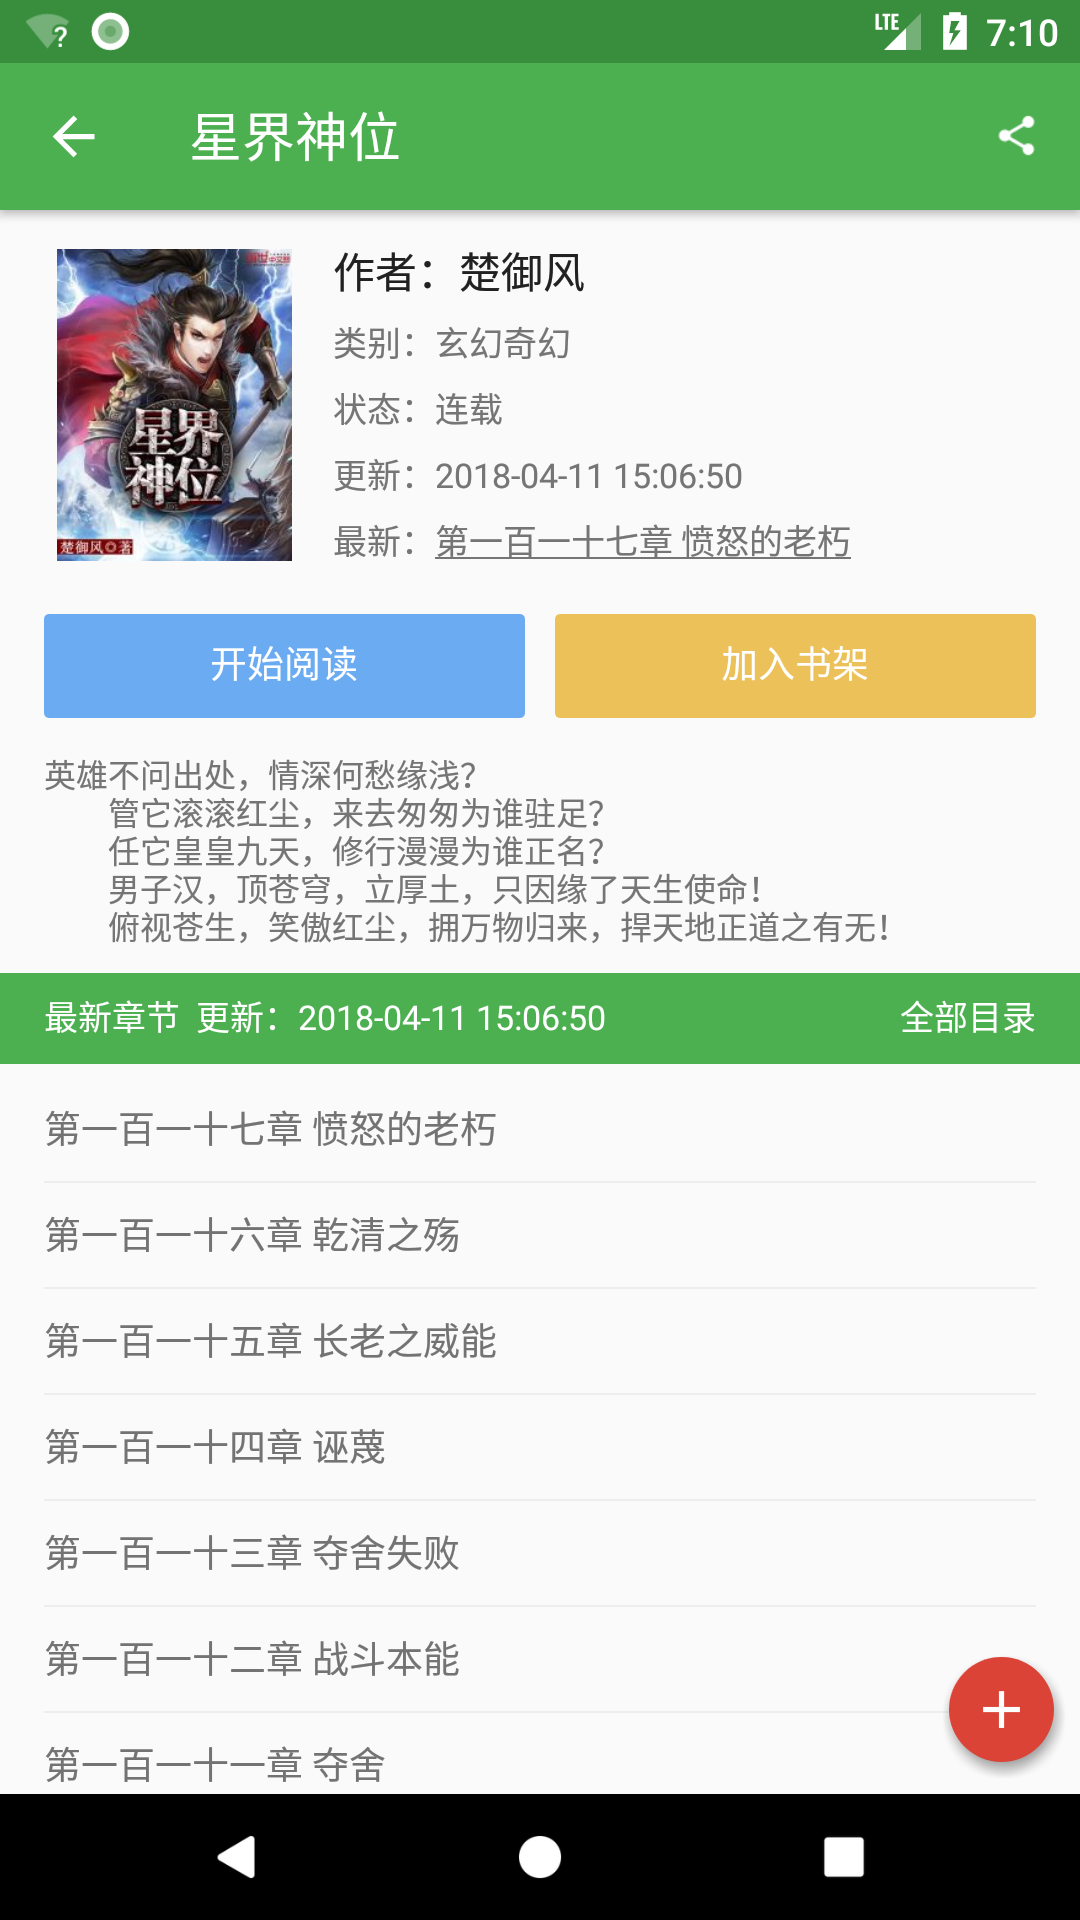 LTE 7:10
星界神位
作者：楚御风
类别：玄幻奇幻
状态：连载
更新：2018-04-11 15:06:50
最新：第一百一十七章 愤怒的老朽
星界
神位
楚御风◎著
开始阅读
加入书架
英雄不问出处，情深何愁缘浅？
管它滚滚红尘，来去匆匆为谁驻足？
任它皇皇九天，修行漫漫为谁正名？
男子汉，顶苍穹，立厚土，只因缘了天生使命！
俯视苍生，笑傲红尘，拥万物归来，捍天地正道之有无！
最新章节 更新：2018-04-11 15:06:50
全部目录
第一百一十七章 愤怒的老朽
第一百一十六章 乾清之殇
第一百一十五章 长老之威能
第一百一十四章 诬蔑
第一百一十三章 夺舍失败
第一百一十二章 战斗本能
第一百一十一章 夺舍